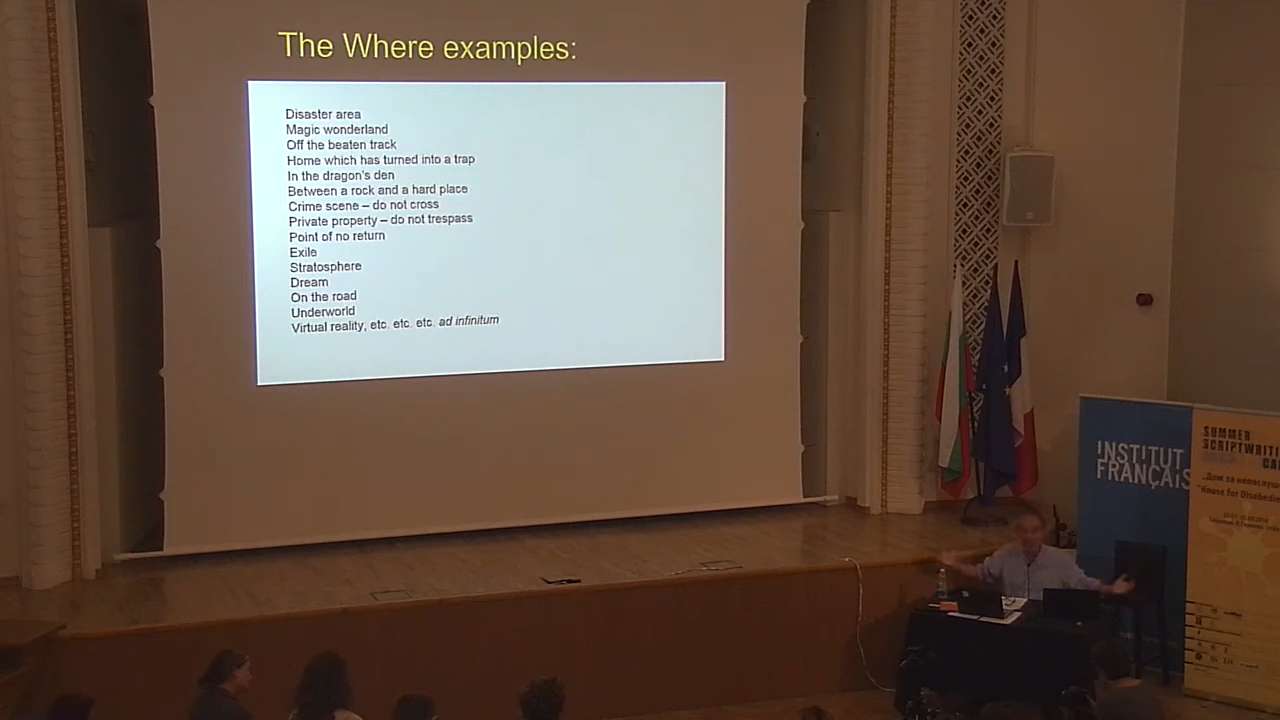 The Where examples:
Disaster area
Magic wonderland
Off the beaten track
Home which has turned into a trap
In the dragon's den
Between a rock and a hard place
Crime scene – do not cross
Private property – do not trespass
Point of no return
Exile
Stratosphere
Dream
On the road
Underworld
Virtual reality, etc. etc. etc. ad infinitum
INSTITUT
FRANÇAIS
SUMMER
SCRIPTWRITI
"House for Disobedi